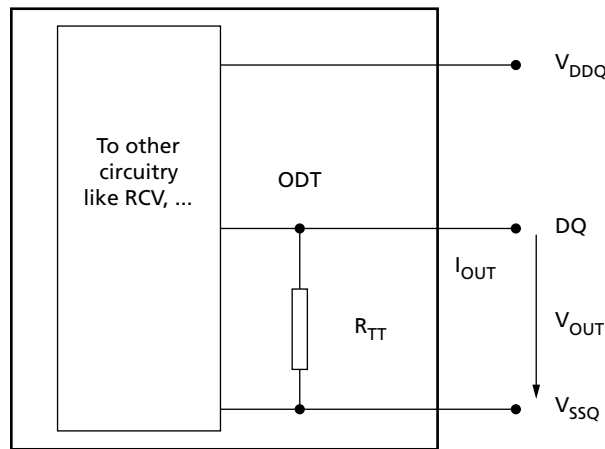 V_DDQ
To other
circuitry
like RCV, ...
ODT
DQ
I_OUT
R_TT
V_OUT
V_SSQ